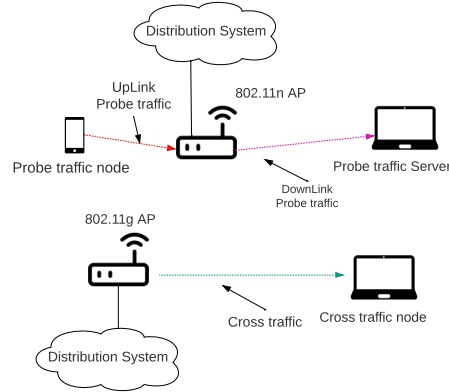 Distribution System
UpLink
Probe traffic
802.11n AP
Probe traffic node
Probe traffic Server
DownLink
Probe traffic
802.11g AP
Cross traffic
Cross traffic node
Distribution System